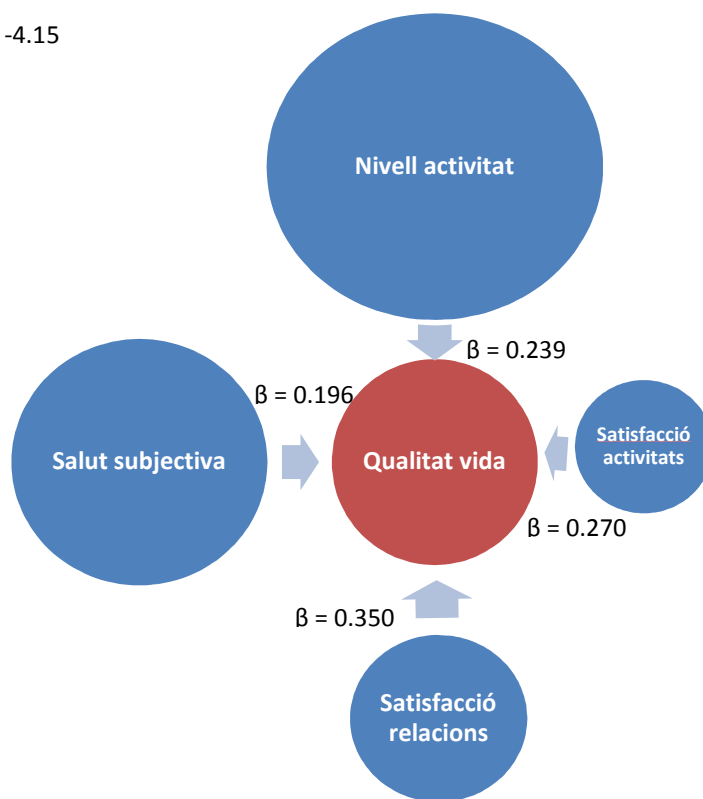 -4.15
Nivell activitat
β = 0.239
β = 0.196
Salut subjectiva
Qualitat vida
Satisfacció
activitats
β = 0.270
β = 0.350
Satisfacció
relacions